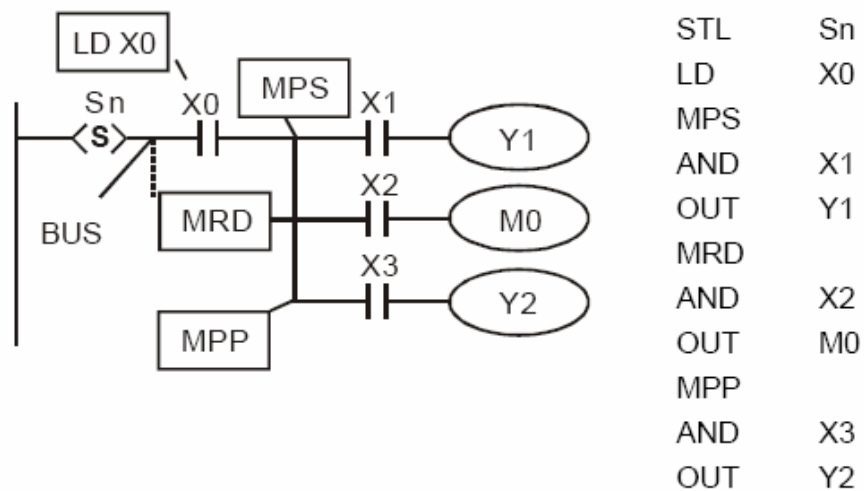 LD X0
Sn
X0
MPS
X1
S
Y1
BUS
MRD
X2
M0
X3
MPP
Y2
STL Sn
LD X0
MPS
AND X1
OUT Y1
MRD
AND X2
OUT M0
MPP
AND X3
OUT Y2